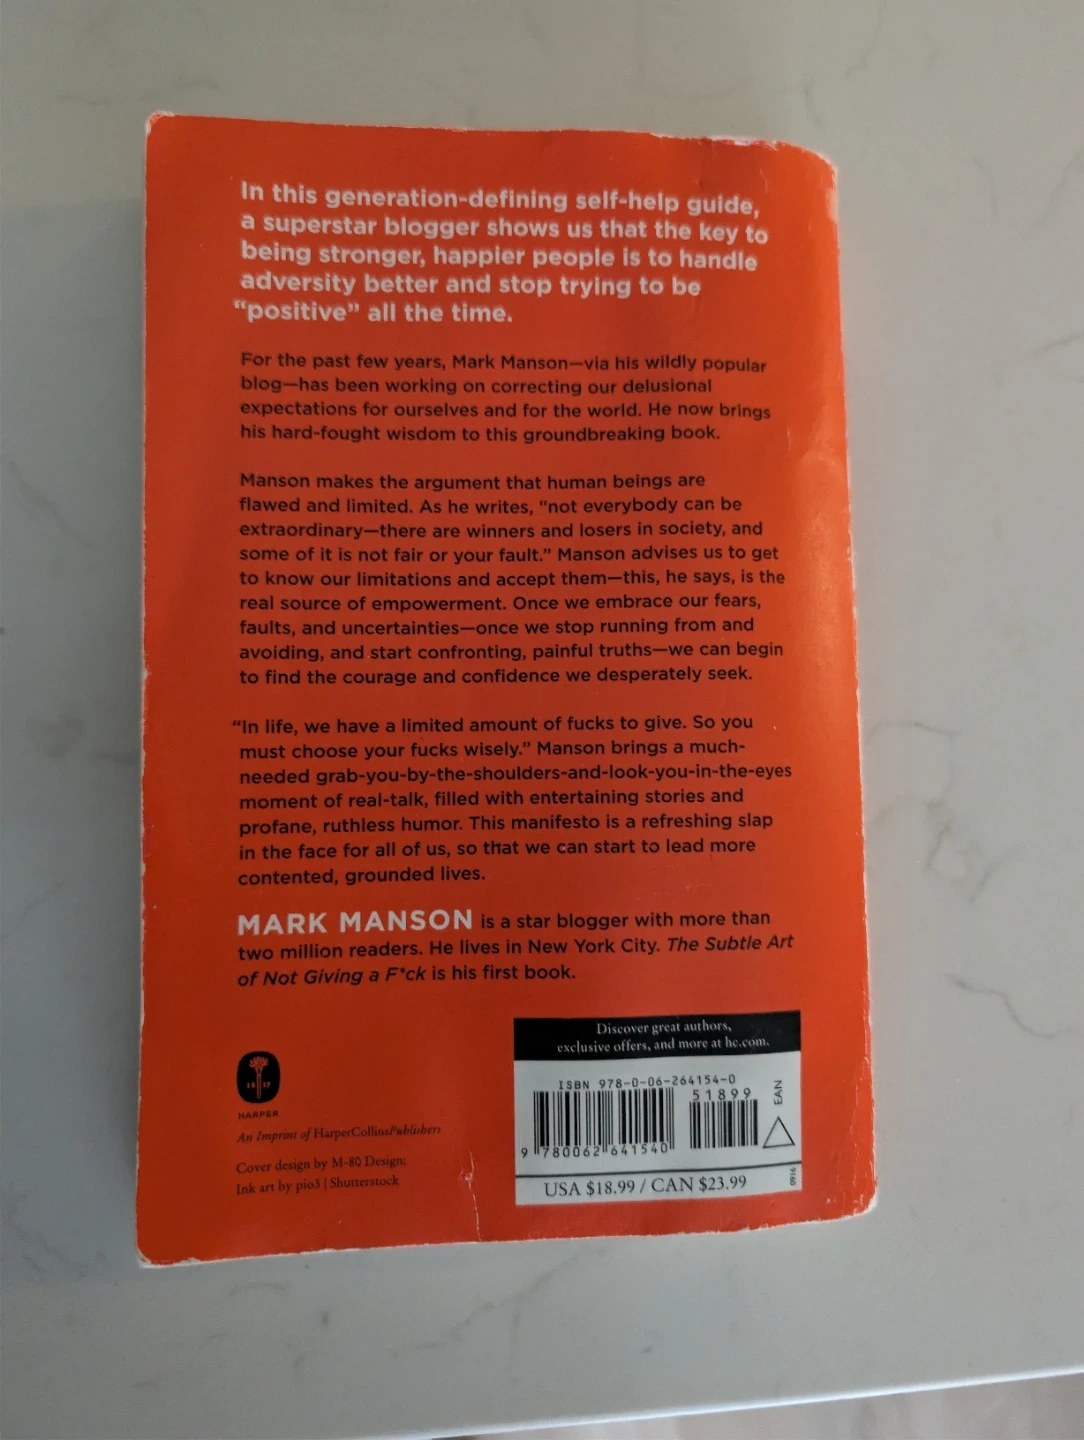 In this generation-defining self-help guide,
a superstar blogger shows us that the key to
being stronger, happier people is to handle
adversity better and stop trying to be
“positive” all the time.
For the past few years, Mark Manson—via his wildly popular
blog—has been working on correcting our delusional
expectations for ourselves and for the world. He now brings
his hard-fought wisdom to this groundbreaking book.
Manson makes the argument that human beings are
flawed and limited. As he writes, “not everybody can be
extraordinary—there are winners and losers in society, and
some of it is not fair or your fault.” Manson advises us to get
to know our limitations and accept them—this, he says, is the
real source of empowerment. Once we embrace our fears,
faults, and uncertainties—once we stop running from and
avoiding, and start confronting, painful truths—we can begin
to find the courage and confidence we desperately seek.
“In life, we have a limited amount of fucks to give. So you
must choose your fucks wisely.” Manson brings a much-
needed grab-you-by-the-shoulders-and-look-you-in-the-eyes
moment of real-talk, filled with entertaining stories and
profane, ruthless humor. This manifesto is a refreshing slap
in the face for all of us, so that we can start to lead more
contented, grounded lives.
MARK MANSON is a star blogger with more than
two million readers. He lives in New York City. The Subtle Art
of Not Giving a F*ck is his first book.
18 17
HARPER
An Imprint of HarperCollinsPublishers
Cover design by M-80 Design;
Ink art by pio3 | Shutterstock
Discover great authors,
exclusive offers, and more at hc.com.
ISBN 978-0-06-264154-0
51899
EAN
9 780062 641540
0916
USA $18.99 / CAN $23.99